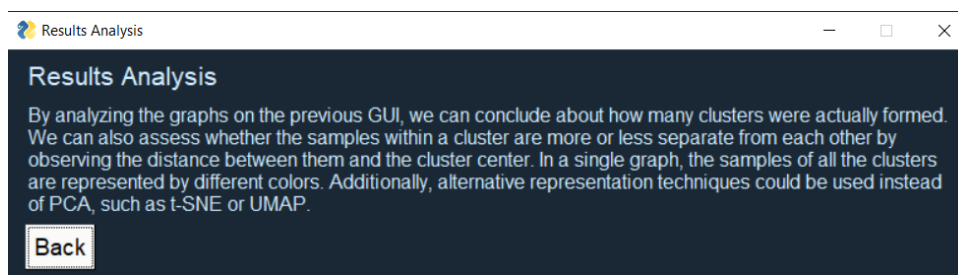 Results Analysis
Results Analysis
By analyzing the graphs on the previous GUI, we can conclude about how many clusters were actually formed.
We can also assess whether the samples within a cluster are more or less separate from each other by
observing the distance between them and the cluster center. In a single graph, the samples of all the clusters
are represented by different colors. Additionally, alternative representation techniques could be used instead
of PCA, such as t-SNE or UMAP.
Back